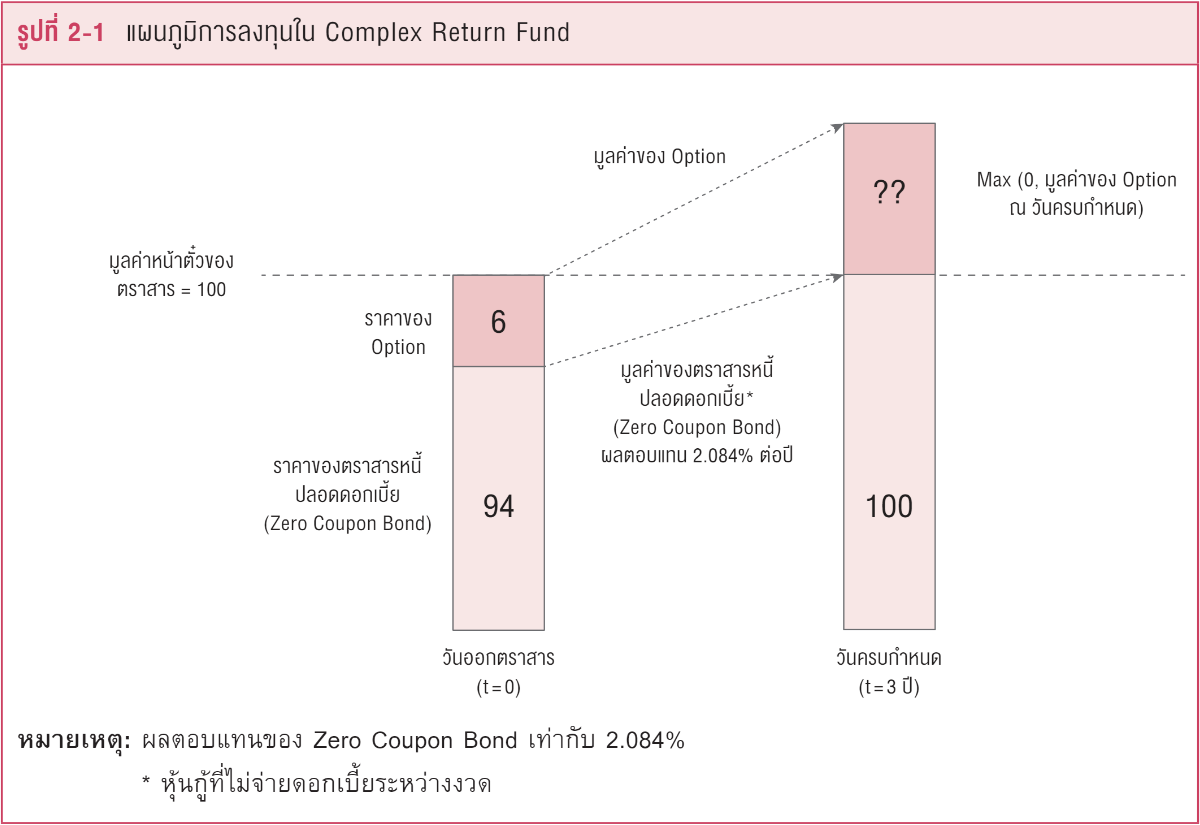 รูปที่ 2-1 แผนภูมิการลงทุนใน Complex Return Fund
มูลค่าของ Option
??
Max (0, มูลค่าของ Option
ณ วันครบกำหนด)
มูลค่าหน้าตั๋วของ
ตราสาร = 100
ราคาของ
Option
6
มูลค่าของตราสารหนี้
ปลอดดอกเบี้ย*
(Zero Coupon Bond)
ผลตอบแทน 2.084% ต่อปี
ราคาของตราสารหนี้
ปลอดดอกเบี้ย
(Zero Coupon Bond)
94
100
วันออกตราสาร
(t=0)
วันครบกำหนด
(t=3 ปี)
หมายเหตุ: ผลตอบแทนของ Zero Coupon Bond เท่ากับ 2.084%
* หุ้นกู้ที่ไม่จ่ายดอกเบี้ยระหว่างงวด